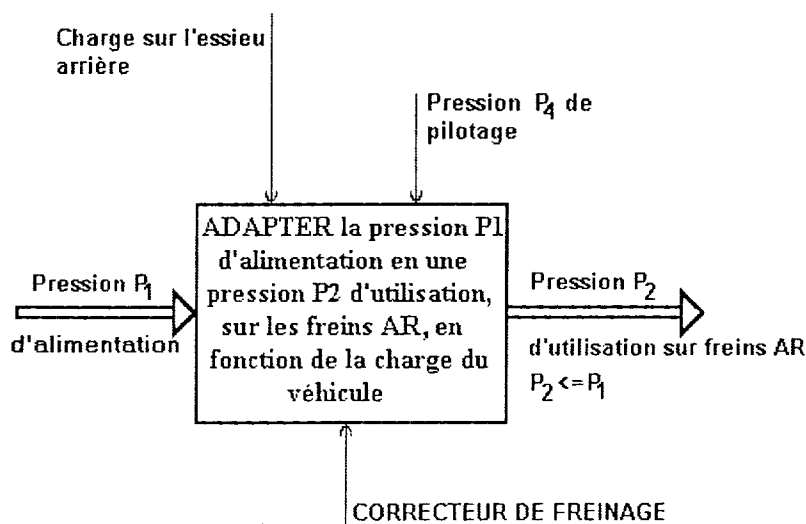 Charge sur l'essieu
arrière
Pression P4 de
pilotage
ADAPTER la pression P1
d'alimentation en une
pression P2 d'utilisation,
sur les freins AR, en
fonction de la charge du
véhicule
Pression P1
d'alimentation
Pression P2
d'utilisation sur freins AR
P2 <= P1
CORRECTEUR DE FREINAGE